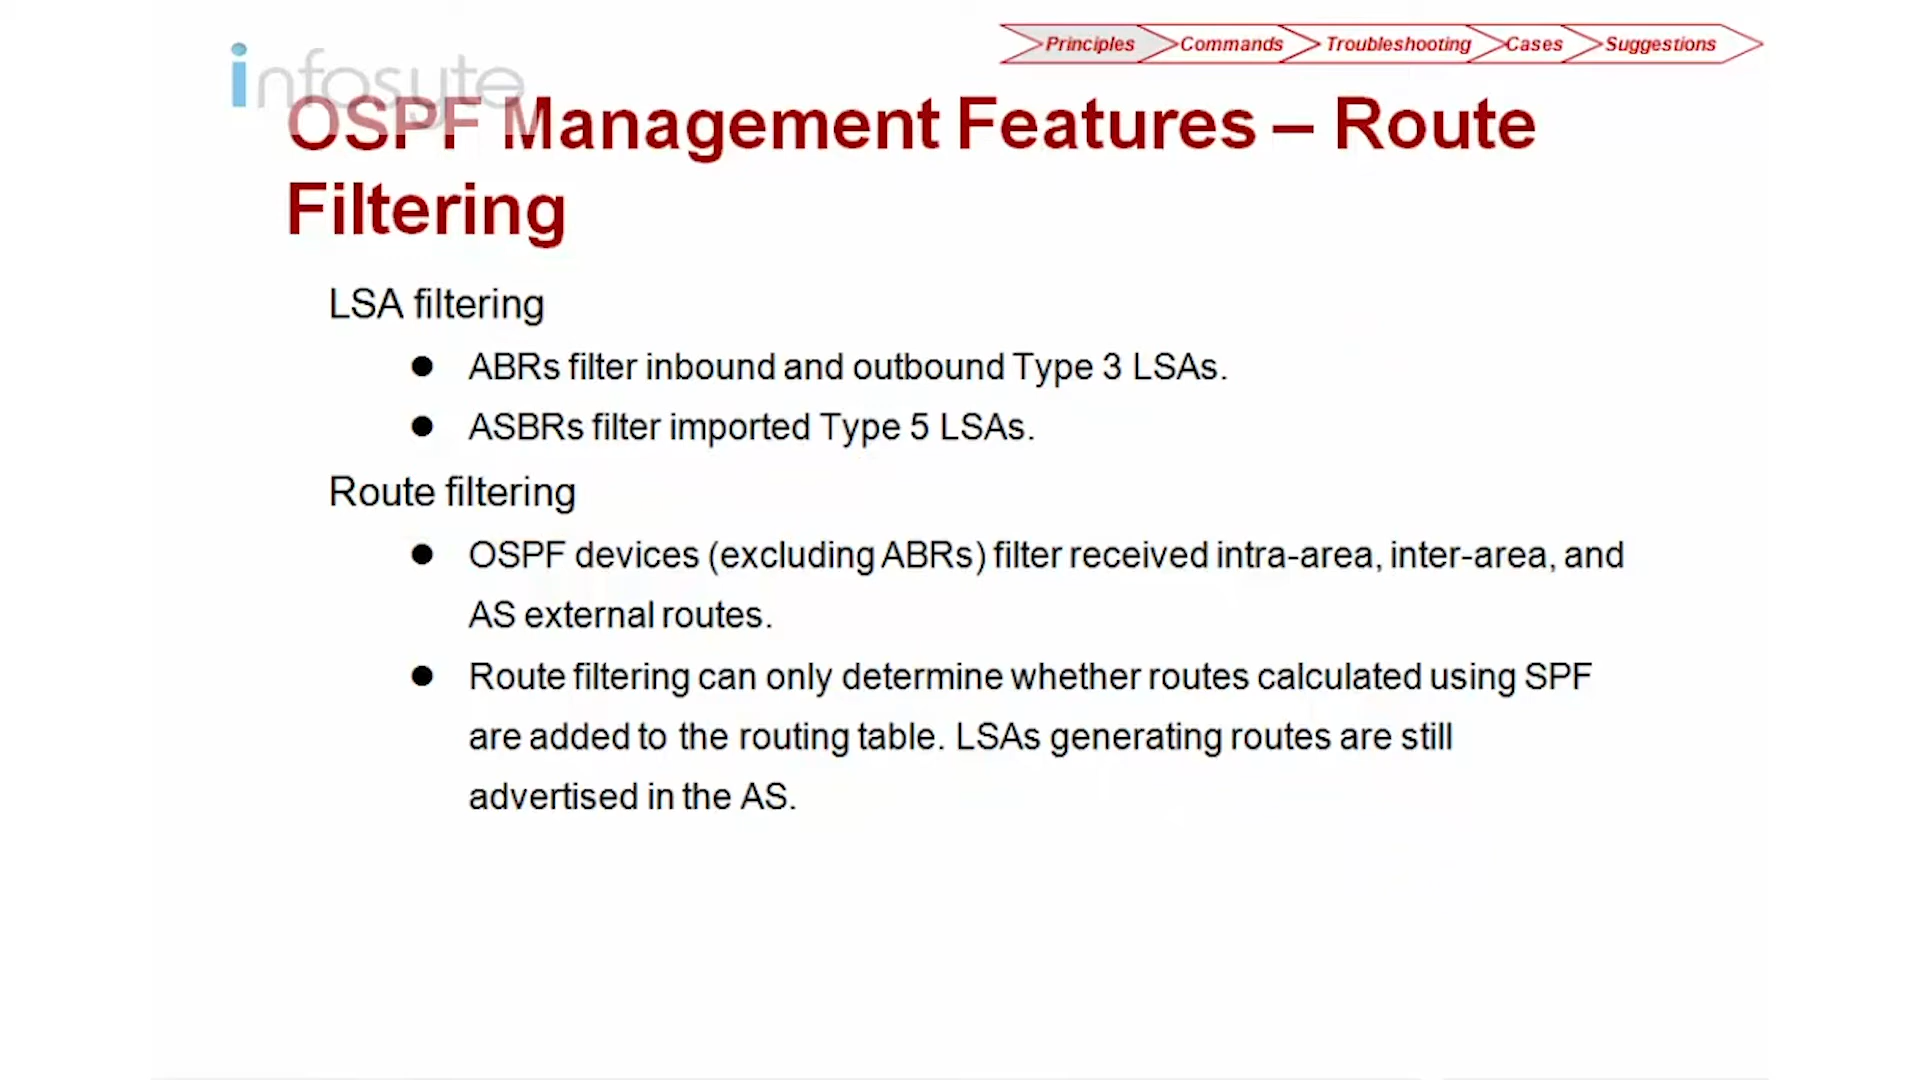 Principles Commands Troubleshooting Cases Suggestions
infosyte
OSPF Management Features – Route
Filtering
LSA filtering
● ABRs filter inbound and outbound Type 3 LSAs.
● ASBRs filter imported Type 5 LSAs.
Route filtering
● OSPF devices (excluding ABRs) filter received intra-area, inter-area, and
AS external routes.
● Route filtering can only determine whether routes calculated using SPF
are added to the routing table. LSAs generating routes are still
advertised in the AS.